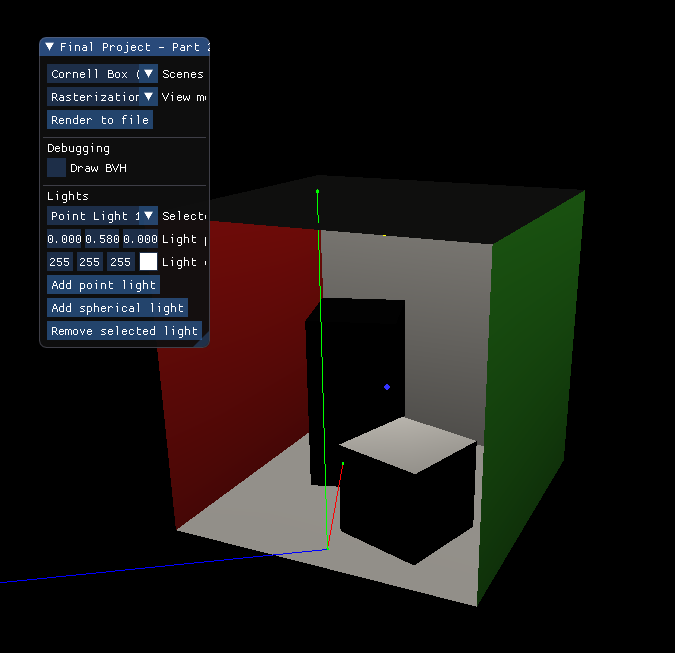 Final Project - Part 2
Cornell Box ( Scenes
Rasterization View m
Render to file
Debugging
Draw BVH
Lights
Point Light 1 Select
0.000 0.580 0.000 Light p
255 255 255 Light c
Add point light
Add spherical light
Remove selected light